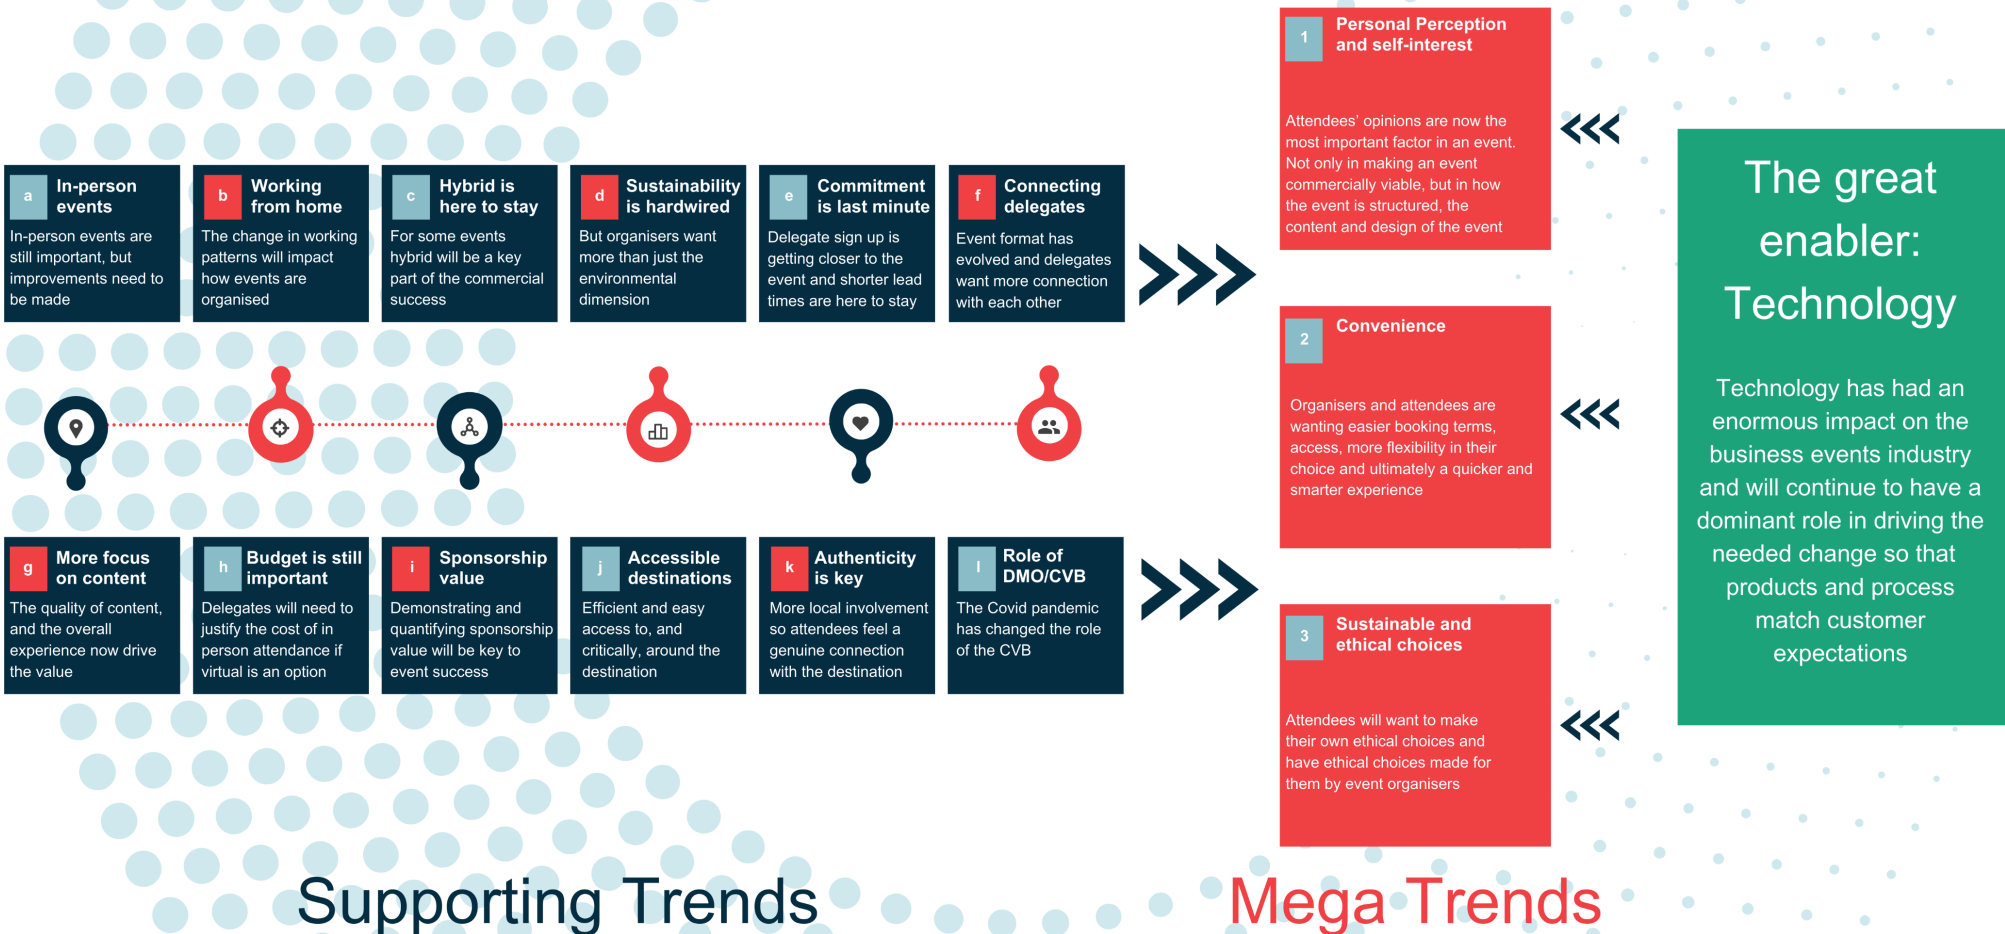 a
In-person
events
In-person events are
still important, but
improvements need to
be made
b
Working
from home
The change in working
patterns will impact
how events are
organised
c
Hybrid is
here to stay
For some events
hybrid will be a key
part of the commercial
success
d
Sustainability
is hardwired
But organisers want
more than just the
environmental
dimension
e
Commitment
is last minute
Delegate sign up is
getting closer to the
event and shorter lead
times are here to stay
f
Connecting
delegates
Event format has
evolved and delegates
want more connection
with each other
g
More focus
on content
The quality of content,
and the overall
experience now drive
the value
h
Budget is still
important
Delegates will need to
justify the cost of in
person attendance if
virtual is an option
i
Sponsorship
value
Demonstrating and
quantifying sponsorship
value will be key to
event success
j
Accessible
destinations
Efficient and easy
access to, and
critically, around the
destination
k
Authenticity
is key
More local involvement
so attendees feel a
genuine connection
with the destination
l
Role of
DMO/CVB
The Covid pandemic
has changed the role
of the CVB
Supporting Trends
1
Personal Perception
and self-interest
Attendees' opinions are now the
most important factor in an event.
Not only in making an event
commercially viable, but in how
the event is structured, the
content and design of the event
2
Convenience
Organisers and attendees are
wanting easier booking terms,
access, more flexibility in their
choice and ultimately a quicker and
smarter experience
3
Sustainable and
ethical choices
Attendees will want to make
their own ethical choices and
have ethical choices made for
them by event organisers
Mega Trends
The great
enabler:
Technology
Technology has had an
enormous impact on the
business events industry
and will continue to have a
dominant role in driving the
needed change so that
products and process
match customer
expectations